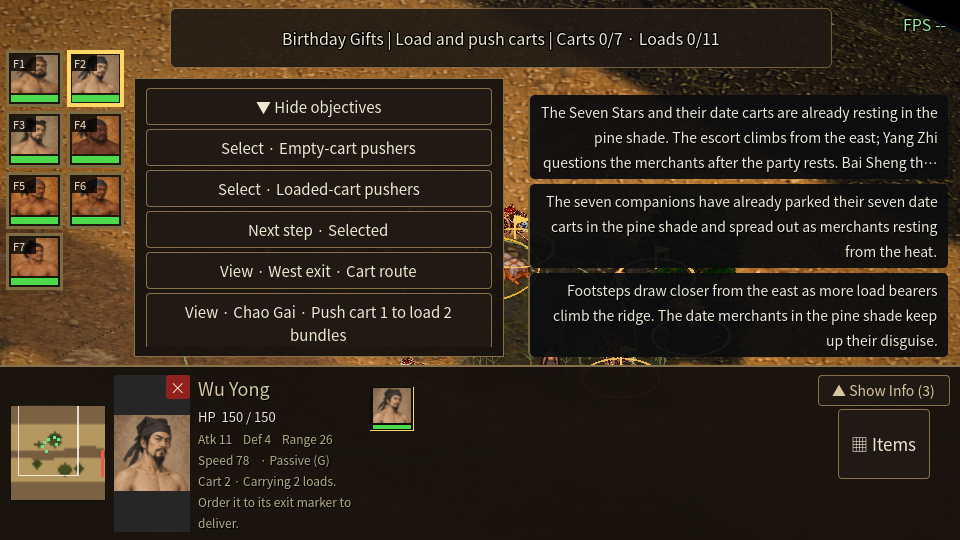 Birthday Gifts | Load and push carts | Carts 0/7 · Loads 0/11
FPS --
F1
F2
F3
F4
F5
F6
F7
▼ Hide objectives
Select · Empty-cart pushers
Select · Loaded-cart pushers
Next step · Selected
View · West exit · Cart route
View · Chao Gai · Push cart 1 to load 2
bundles
The Seven Stars and their date carts are already resting in the
pine shade. The escort climbs from the east; Yang Zhi
questions the merchants after the party rests. Bai Sheng th···
The seven companions have already parked their seven date
carts in the pine shade and spread out as merchants resting
from the heat.
Footsteps draw closer from the east as more load bearers
climb the ridge. The date merchants in the pine shade keep
up their disguise.
Wu Yong
HP 150 / 150
Atk 11 Def 4 Range 26
Speed 78 · Passive (G)
Cart 2 · Carrying 2 loads.
Order it to its exit marker to
deliver.
▲ Show Info (3)
Items